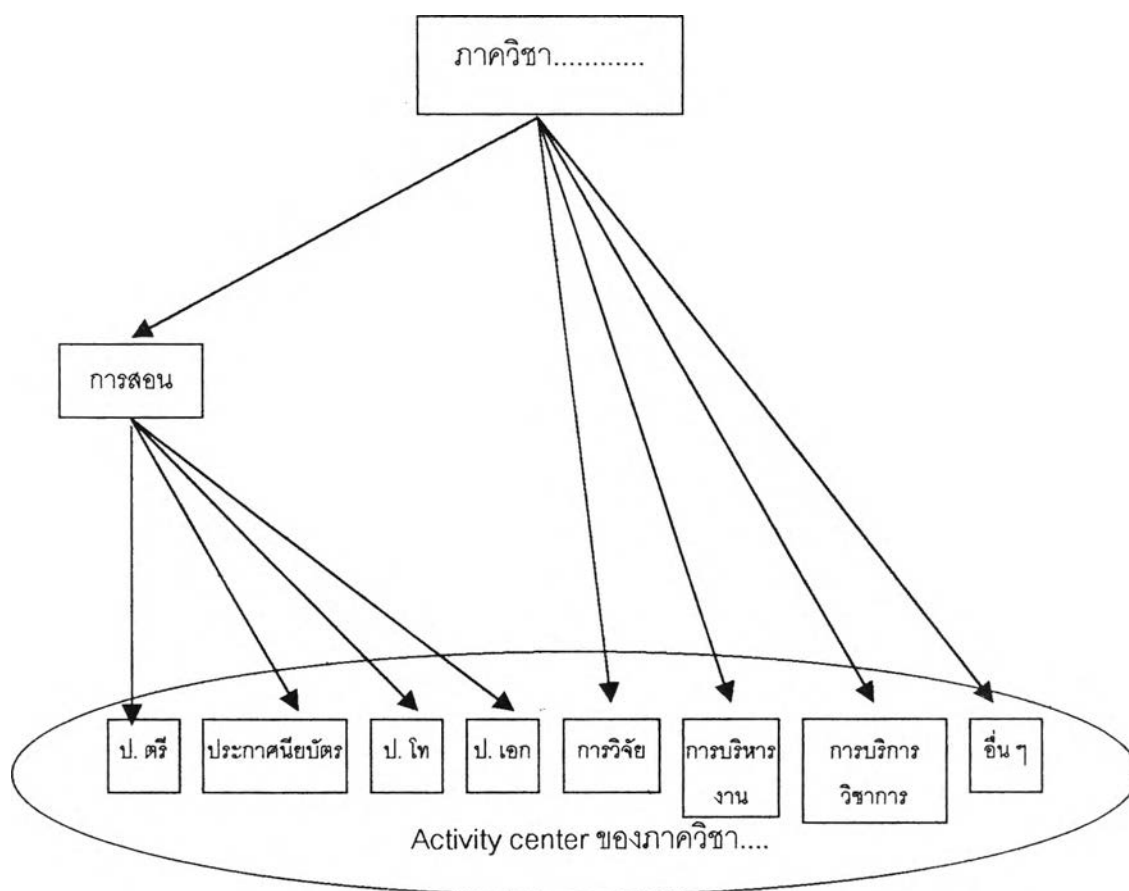 ภาควิชา............
การสอน
ป. ตรี
ประกาศนียบัตร
ป. โท
ป. เอก
การวิจัย
การบริหาร
งาน
การบริการ
วิชาการ
อื่น ๆ
Activity center ของภาควิชา....